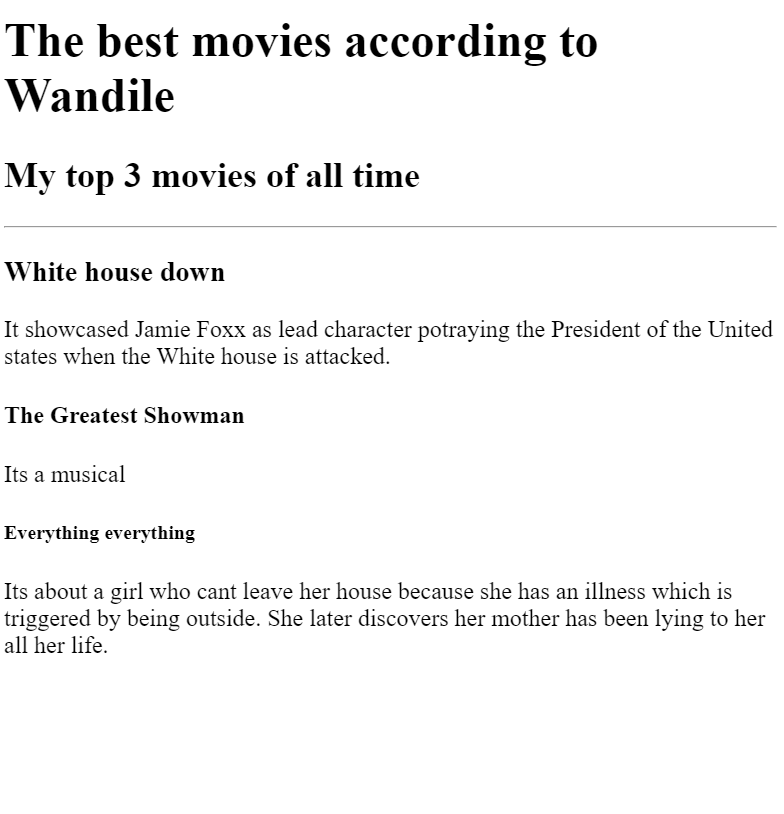 The best movies according to
Wandile
My top 3 movies of all time
White house down
It showcased Jamie Foxx as lead character potraying the President of the United
states when the White house is attacked.
The Greatest Showman
Its a musical
Everything everything
Its about a girl who cant leave her house because she has an illness which is
triggered by being outside. She later discovers her mother has been lying to her
all her life.